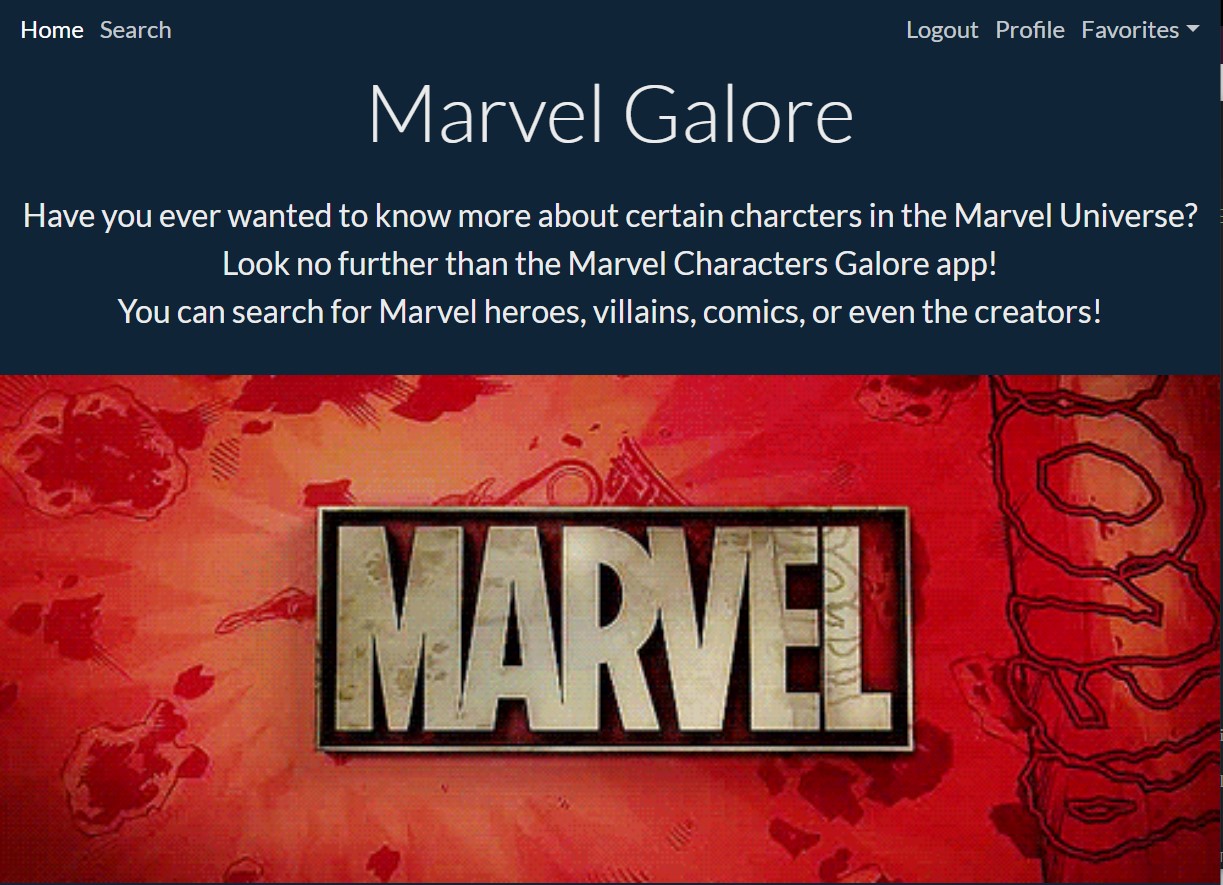 Home Search Logout Profile Favorites
Marvel Galore
Have you ever wanted to know more about certain charcters in the Marvel Universe?
Look no further than the Marvel Characters Galore app!
You can search for Marvel heroes, villains, comics, or even the creators!
MARVEL